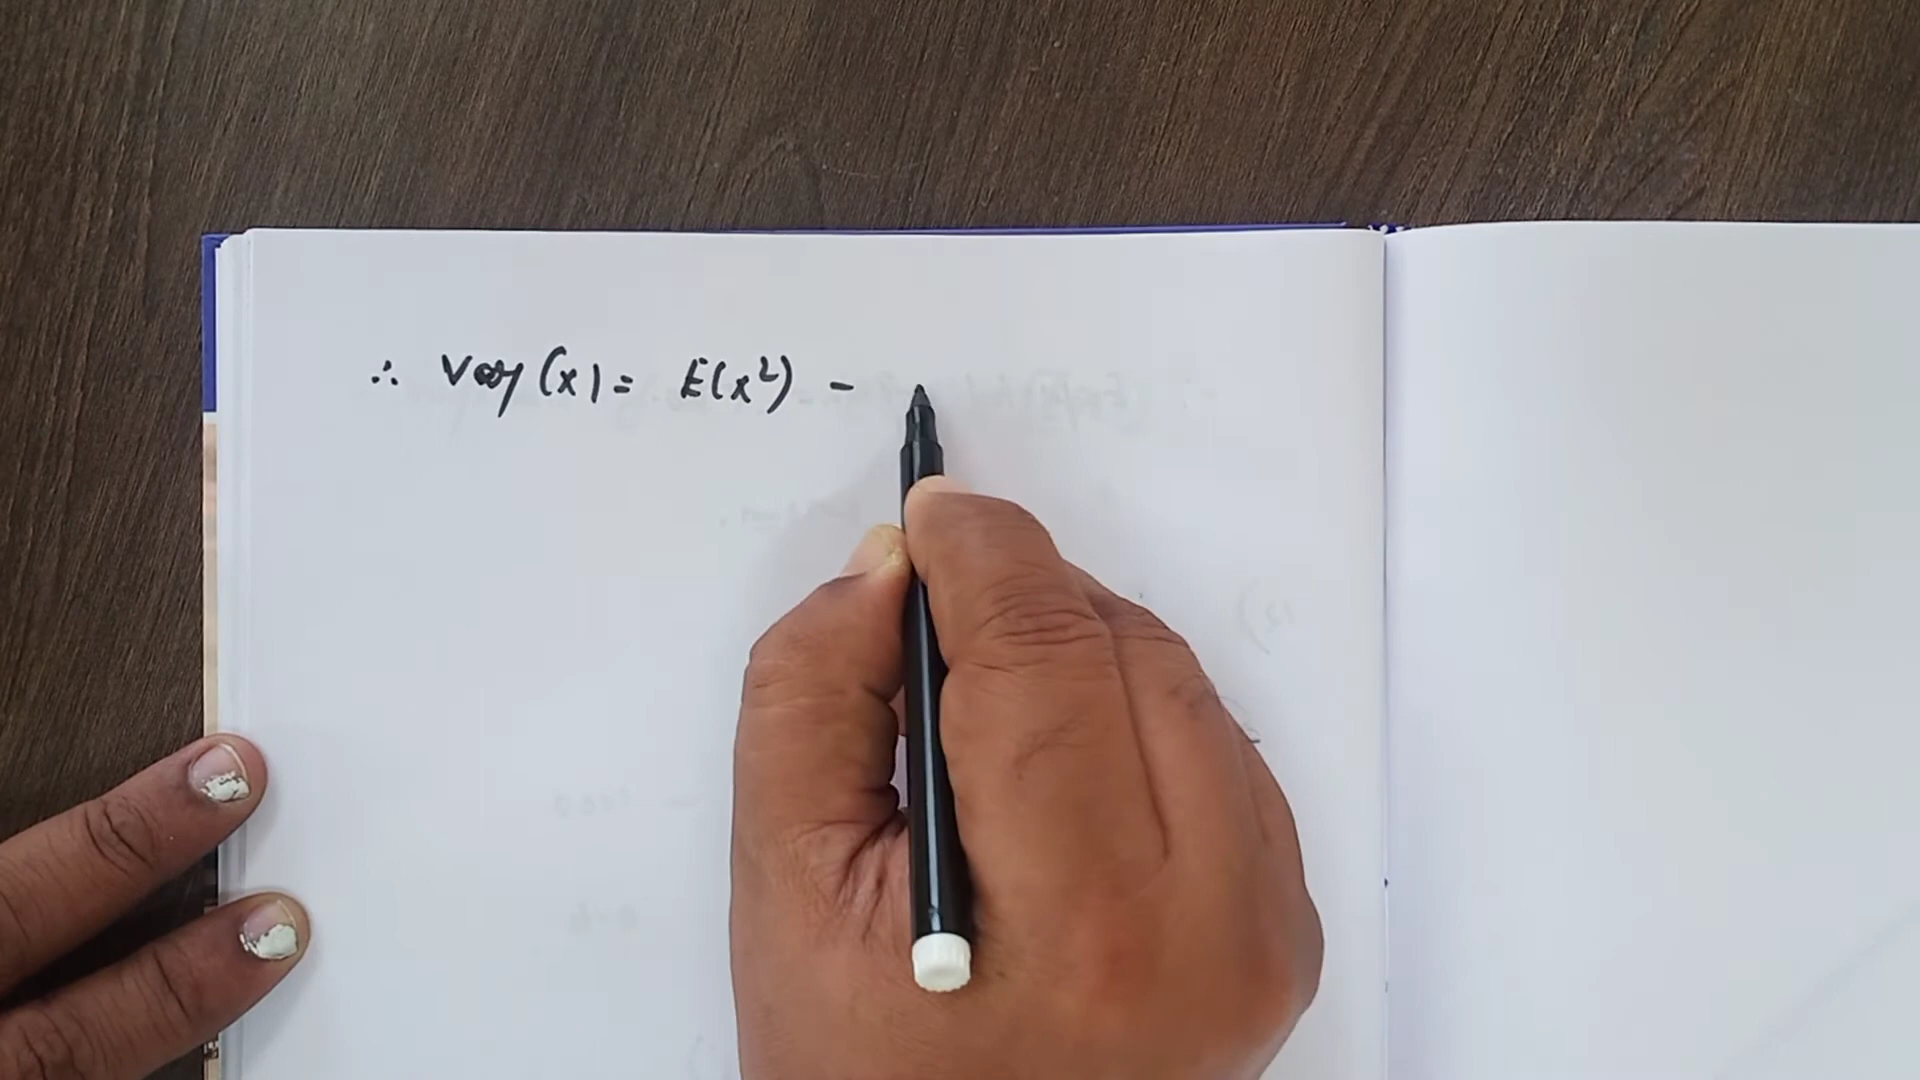 ∴ Var (x) = E(x²) -